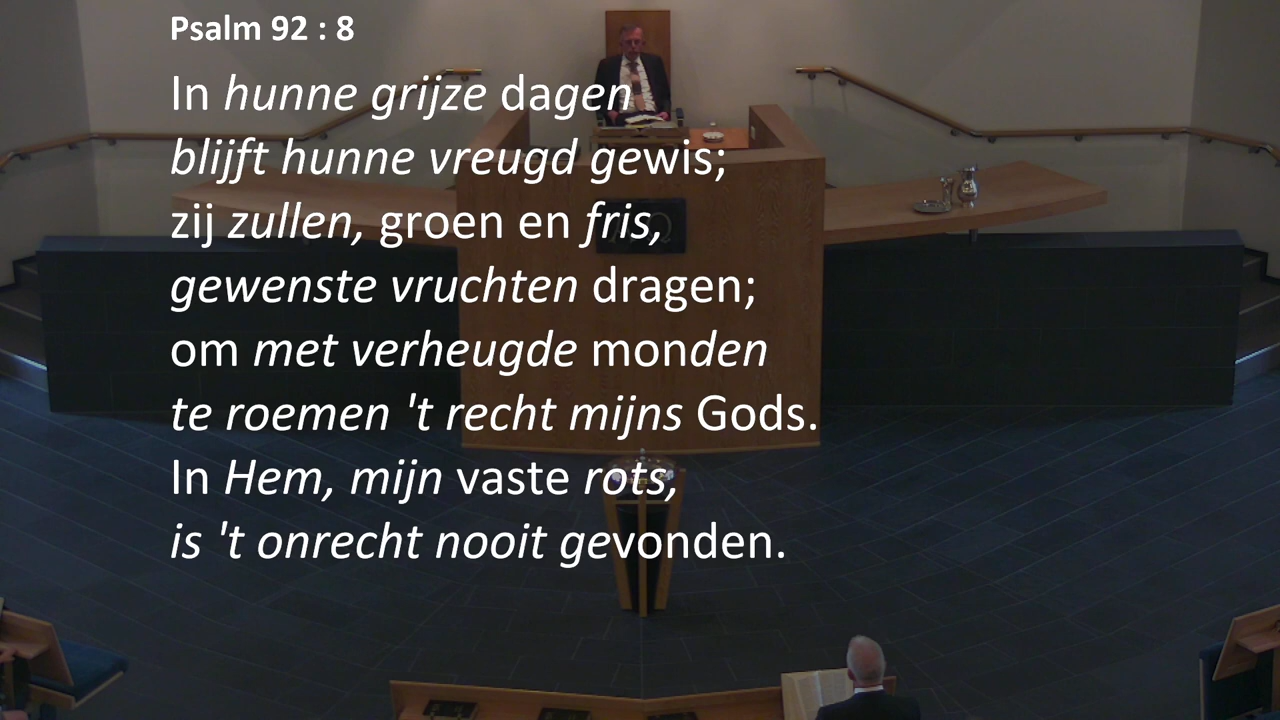 Psalm 92 : 8
In hunne grijze dagen
blijft hunne vreugd gewis;
zij zullen, groen en fris,
gewenste vruchten dragen;
om met verheugde monden
te roemen 't recht mijns Gods.
In Hem, mijn vaste rots,
is 't onrecht nooit gevonden.